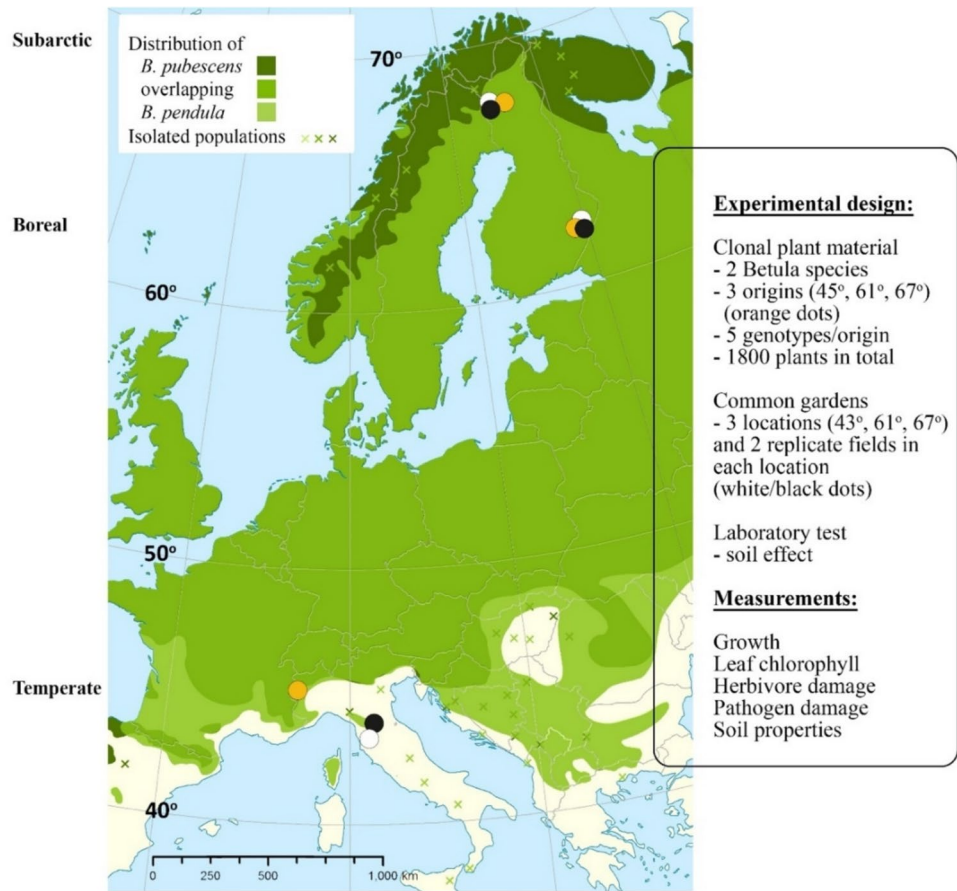 Subarctic
Boreal
Temperate
Distribution of
B. pubescens
overlapping
B. pendula
Isolated populations
70°
60°
50°
40°
0 250 500 1,000 km
Experimental design:
Clonal plant material
- 2 Betula species
- 3 origins (45°, 61°, 67°)
(orange dots)
- 5 genotypes/origin
- 1800 plants in total
Common gardens
- 3 locations (43°, 61°, 67°)
and 2 replicate fields in
each location
(white/black dots)
Laboratory test
- soil effect
Measurements:
Growth
Leaf chlorophyll
Herbivore damage
Pathogen damage
Soil properties